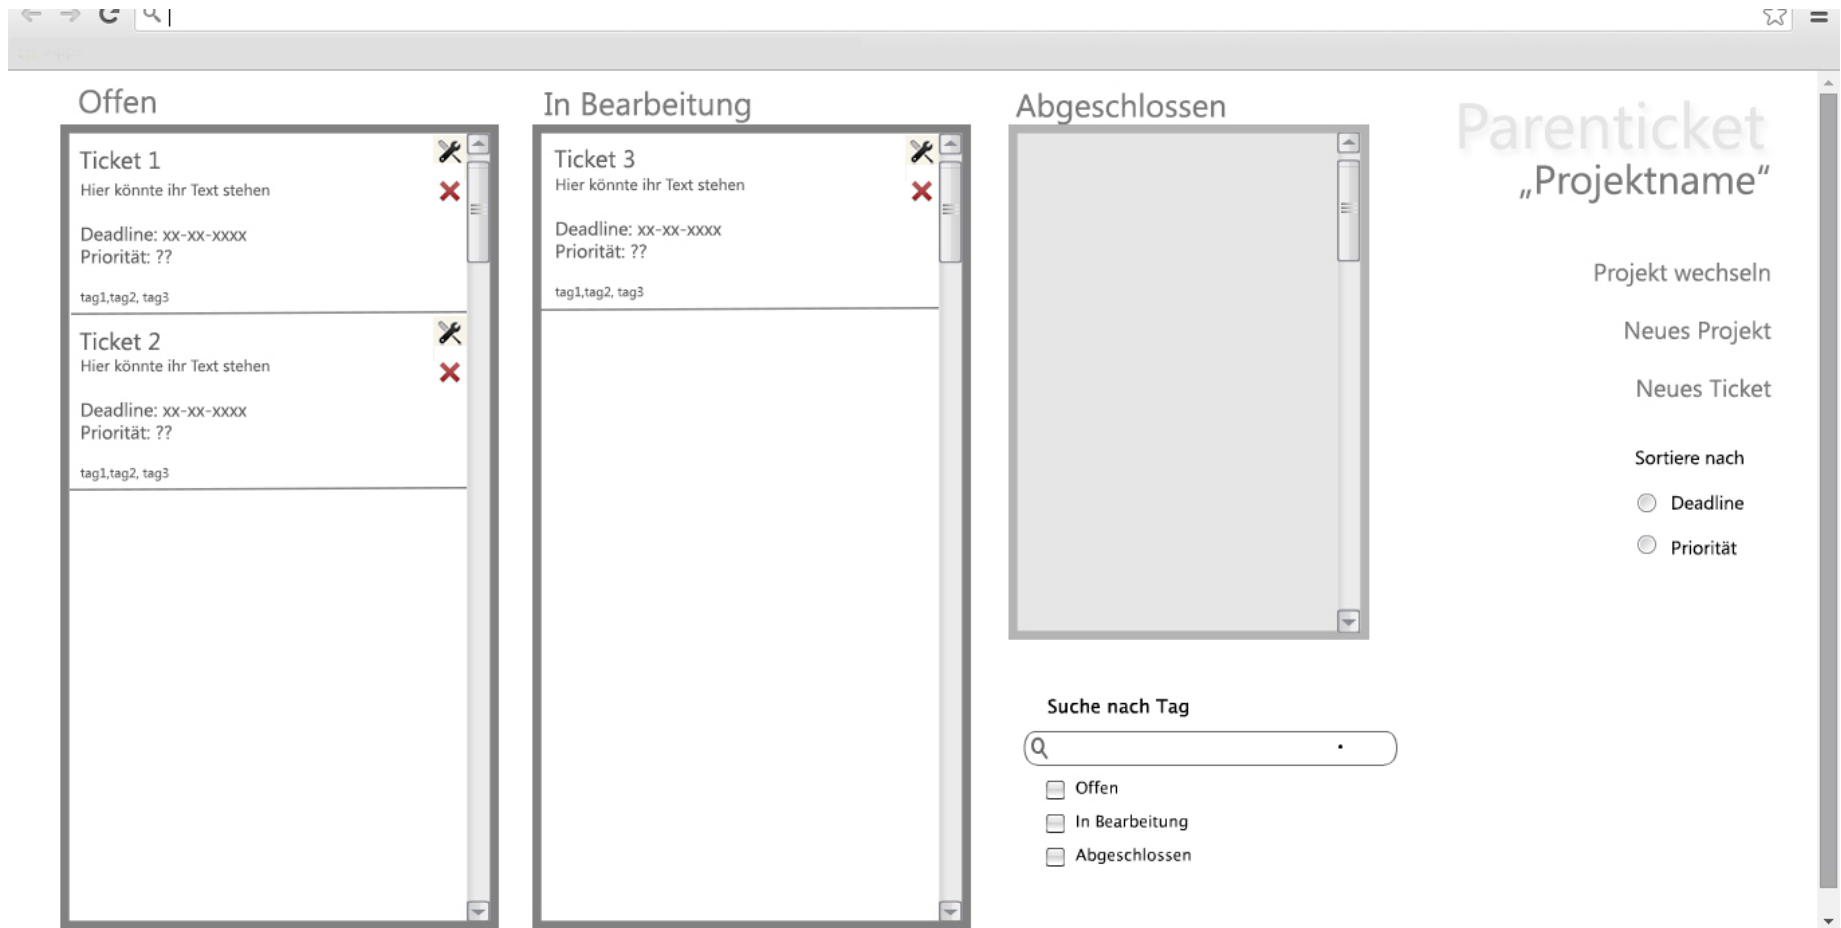 Offen
Ticket 1
Hier könnte ihr Text stehen
Deadline: xx-xx-xxxx
Priorität: ??
tag1,tag2, tag3
Ticket 2
Hier könnte ihr Text stehen
Deadline: xx-xx-xxxx
Priorität: ??
tag1,tag2, tag3
In Bearbeitung
Ticket 3
Hier könnte ihr Text stehen
Deadline: xx-xx-xxxx
Priorität: ??
tag1,tag2, tag3
Abgeschlossen
Suche nach Tag
Offen
In Bearbeitung
Abgeschlossen
Parenticket
„Projektname“
Projekt wechseln
Neues Projekt
Neues Ticket
Sortiere nach
Deadline
Priorität